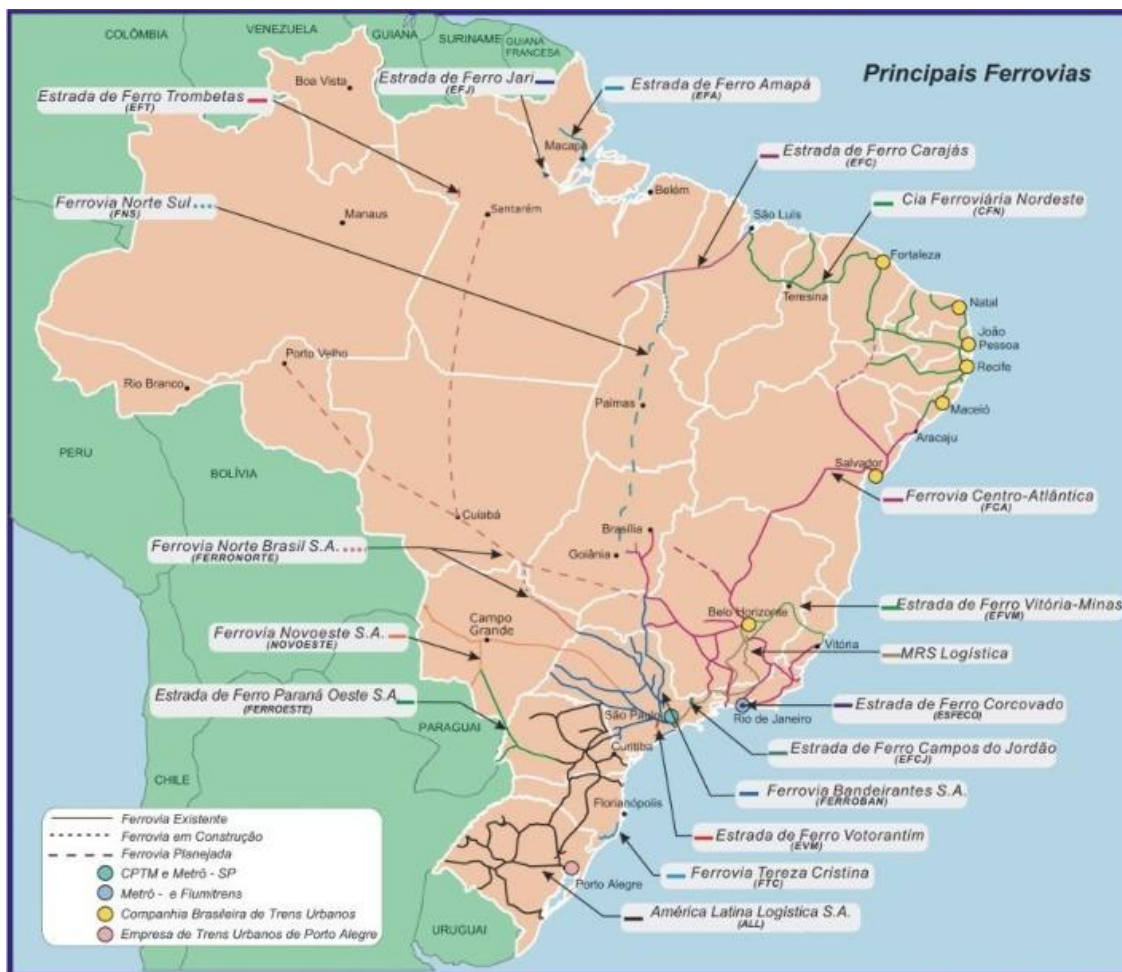 COLÔMBIA
VENEZUELA
GUIANA
SURINAME
GUIANA
FRANCESA
Principais Ferrovias
Boa Vista
Estrada de Ferro Jari
(EFJ)
Estrada de Ferro Amapá
(EFA)
Estrada de Ferro Trombetas
(EFT)
Macapá
Estrada de Ferro Carajás
(EFC)
Belém
Ferrovia Norte Sul
(FNS)
Manaus
Santarém
São Luís
Cia Ferroviária Nordeste
(CFN)
Fortaleza
Teresina
Natal
João
Pessoa
Recife
Porto Velho
Rio Branco
Palmas
Maceió
Aracaju
PERU
BOLÍVIA
Salvador
Ferrovia Centro-Atlântica
(FCA)
Cuiabá
Brasília
Goiânia
Ferrovia Norte Brasil S.A.
(FERRONORTE)
Estrada de Ferro Vitória-Minas
(EFVM)
Belo Horizonte
Campo
Grande
Ferrovia Novoeste S.A.
(NOVOESTE)
Vitória
MRS Logística
Estrada de Ferro Paraná Oeste S.A
(FERROESTE)
PARAGUAI
São Paulo
Rio de Janeiro
Estrada de Ferro Corcovado
(ESFECO)
Curitiba
Estrada de Ferro Campos do Jordão
(EFCJ)
CHILE
Ferrovia Bandeirantes S.A.
(FERROBAN)
Florianópolis
Estrada de Ferro Votorantim
(EVM)
Ferrovia Tereza Cristina
(FTC)
Porto Alegre
América Latina Logística S.A.
(ALL)
URUGUAI
Ferrovia Existente
Ferrovia em Construção
Ferrovia Planejada
CPTM e Metrô - SP
Metrô - e Flumitrens
Companhia Brasileira de Trens Urbanos
Empresa de Trens Urbanos de Porto Alegre